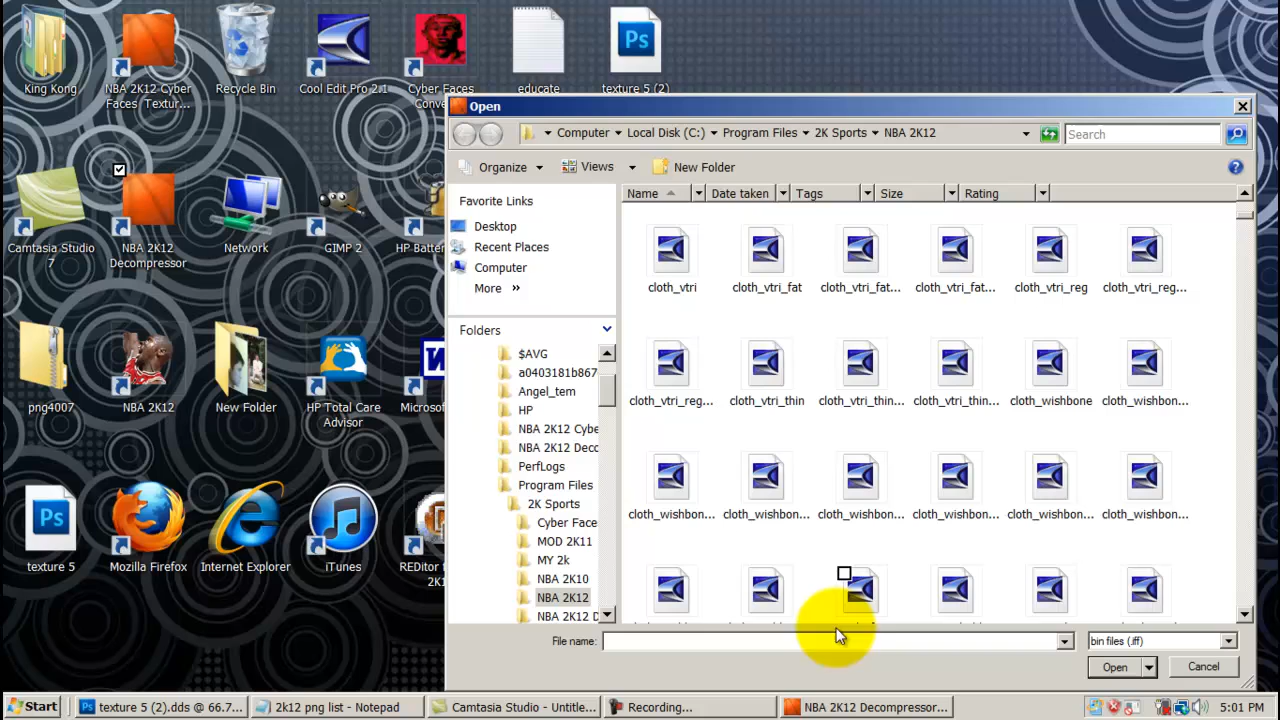 King Kong
NBA 2K12 Cyber
Faces Textur...
Recycle Bin
Cool Edit Pro 2.1
Cyber Faces
Conve
educate
texture 5 (2)
Camtasia Studio
7
NBA 2K12
Decompressor
Network
GIMP 2
HP Batter
png4007
NBA 2K12
New Folder
HP Total Care
Advisor
Microso
texture 5
Mozilla Firefox
Internet Explorer
iTunes
REDitor
2K1
Open
Computer Local Disk (C:) Program Files 2K Sports NBA 2K12
Search
Organize Views New Folder
Favorite Links
Desktop
Recent Places
Computer
More »
Folders
$AVG
a0403181b867
Angel_tem
HP
NBA 2K12 Cybe
NBA 2K12 Deco
PerfLogs
Program Files
2K Sports
Cyber Face
MOD 2K11
MY 2k
NBA 2K10
NBA 2K12
NBA 2K12 D
Name Date taken Tags Size Rating
cloth_vtri cloth_vtri_fat cloth_vtri_fat... cloth_vtri_fat... cloth_vtri_reg cloth_vtri_reg...
cloth_vtri_reg... cloth_vtri_thin cloth_vtri_thin... cloth_vtri_thin... cloth_wishbone cloth_wishbon...
cloth_wishbon... cloth_wishbon... cloth_wishbon... cloth_wishbon... cloth_wishbon... cloth_wishbon...
File name:
bin files (.iff)
Open
Cancel
Start
texture 5 (2).dds @ 66.7...
2k12 png list - Notepad
Camtasia Studio - Untitle...
Recording...
NBA 2K12 Decompressor...
5:01 PM